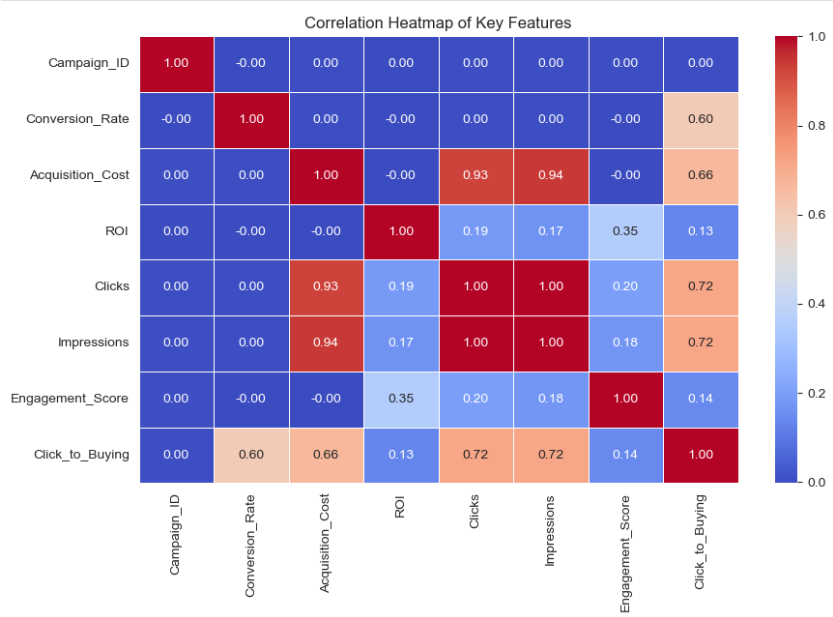 Correlation Heatmap of Key Features
Campaign_ID 1.00 -0.00 0.00 0.00 0.00 0.00 0.00 0.00
Conversion_Rate -0.00 1.00 0.00 -0.00 0.00 0.00 -0.00 0.60
Acquisition_Cost 0.00 0.00 1.00 -0.00 0.93 0.94 -0.00 0.66
ROI 0.00 -0.00 -0.00 1.00 0.19 0.17 0.35 0.13
Clicks 0.00 0.00 0.93 0.19 1.00 1.00 0.20 0.72
Impressions 0.00 0.00 0.94 0.17 1.00 1.00 0.18 0.72
Engagement_Score 0.00 -0.00 -0.00 0.35 0.20 0.18 1.00 0.14
Click_to_Buying 0.00 0.60 0.66 0.13 0.72 0.72 0.14 1.00
Campaign_ID
Conversion_Rate
Acquisition_Cost
ROI
Clicks
Impressions
Engagement_Score
Click_to_Buying
1.0
0.8
0.6
0.4
0.2
0.0